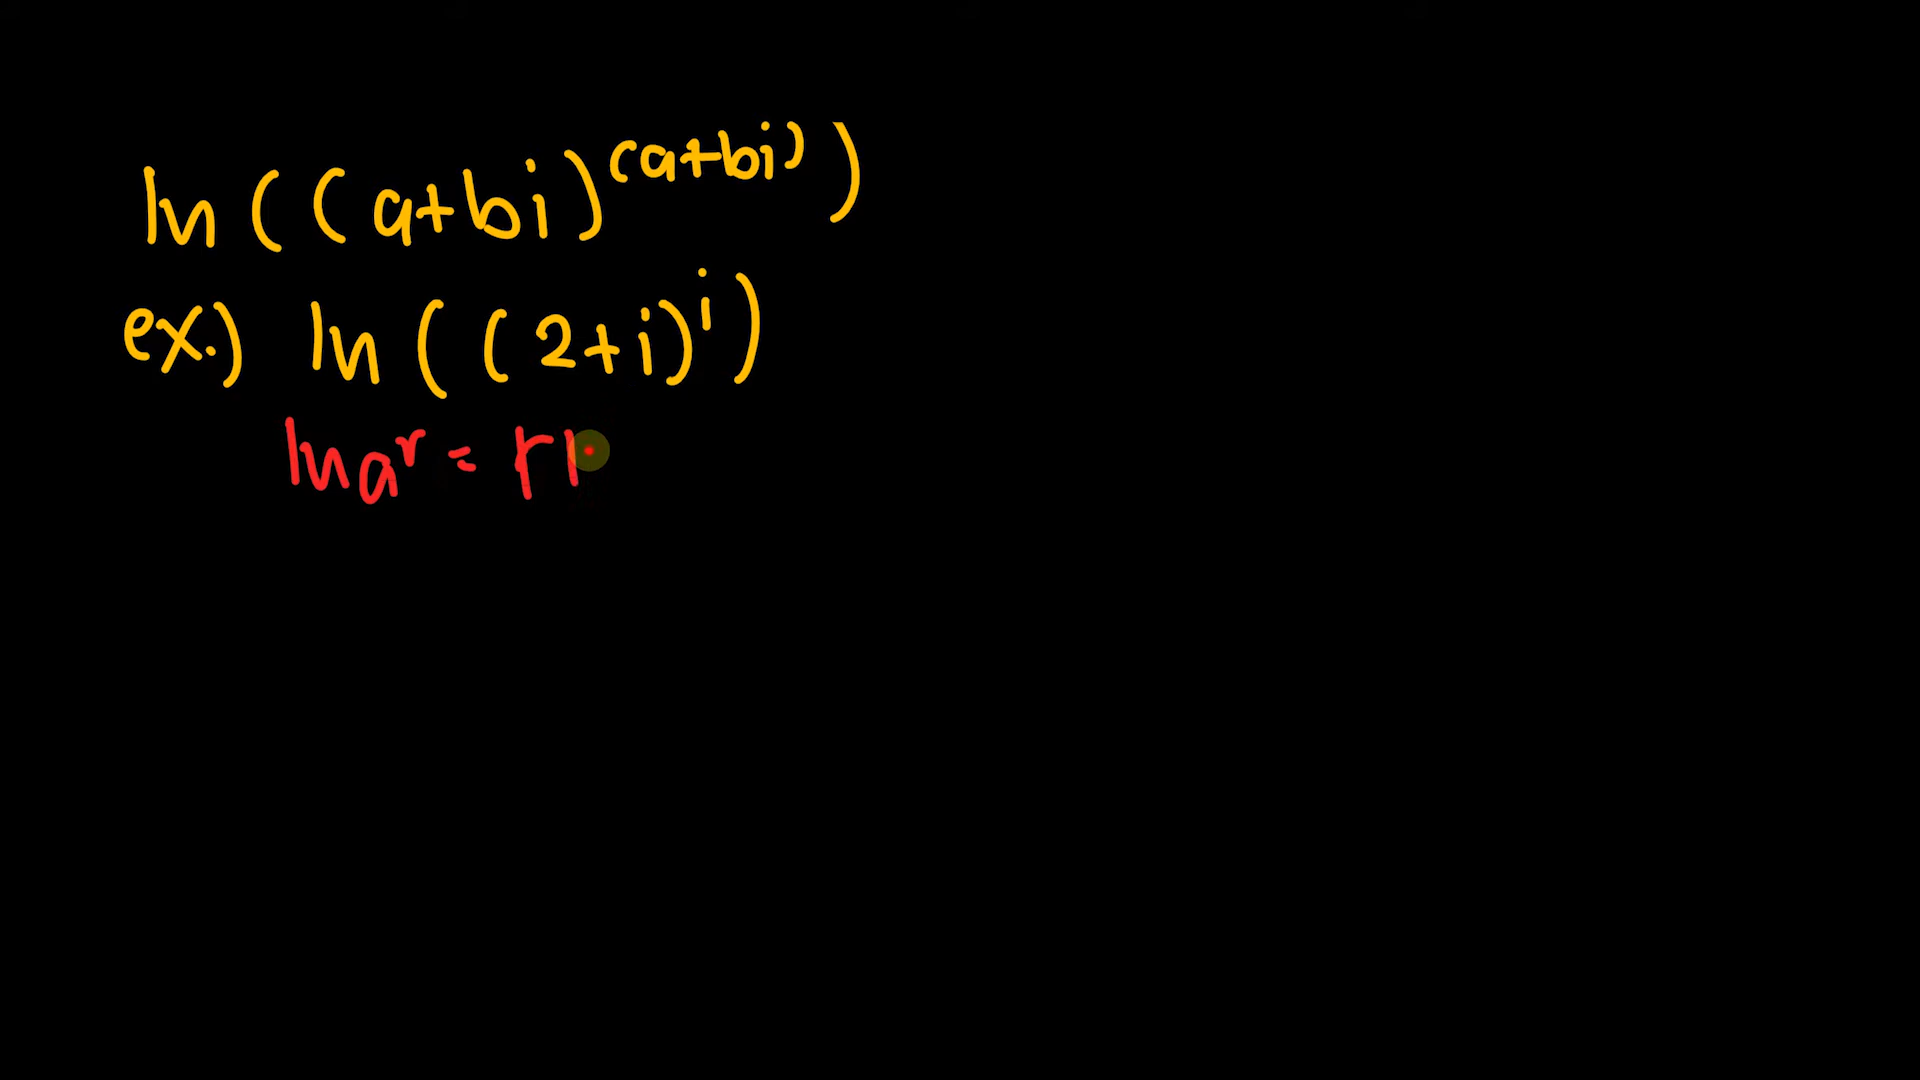 ln((a+bi)^(a+bi))
ex.) ln((2+i)^i)
ln a^r = r l